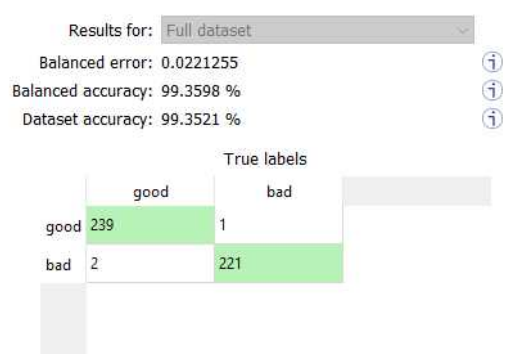 Results for: Full dataset
Balanced error: 0.0221255
Balanced accuracy: 99.3598 %
Dataset accuracy: 99.3521 %
True labels
good bad
good 239 1
bad 2 221